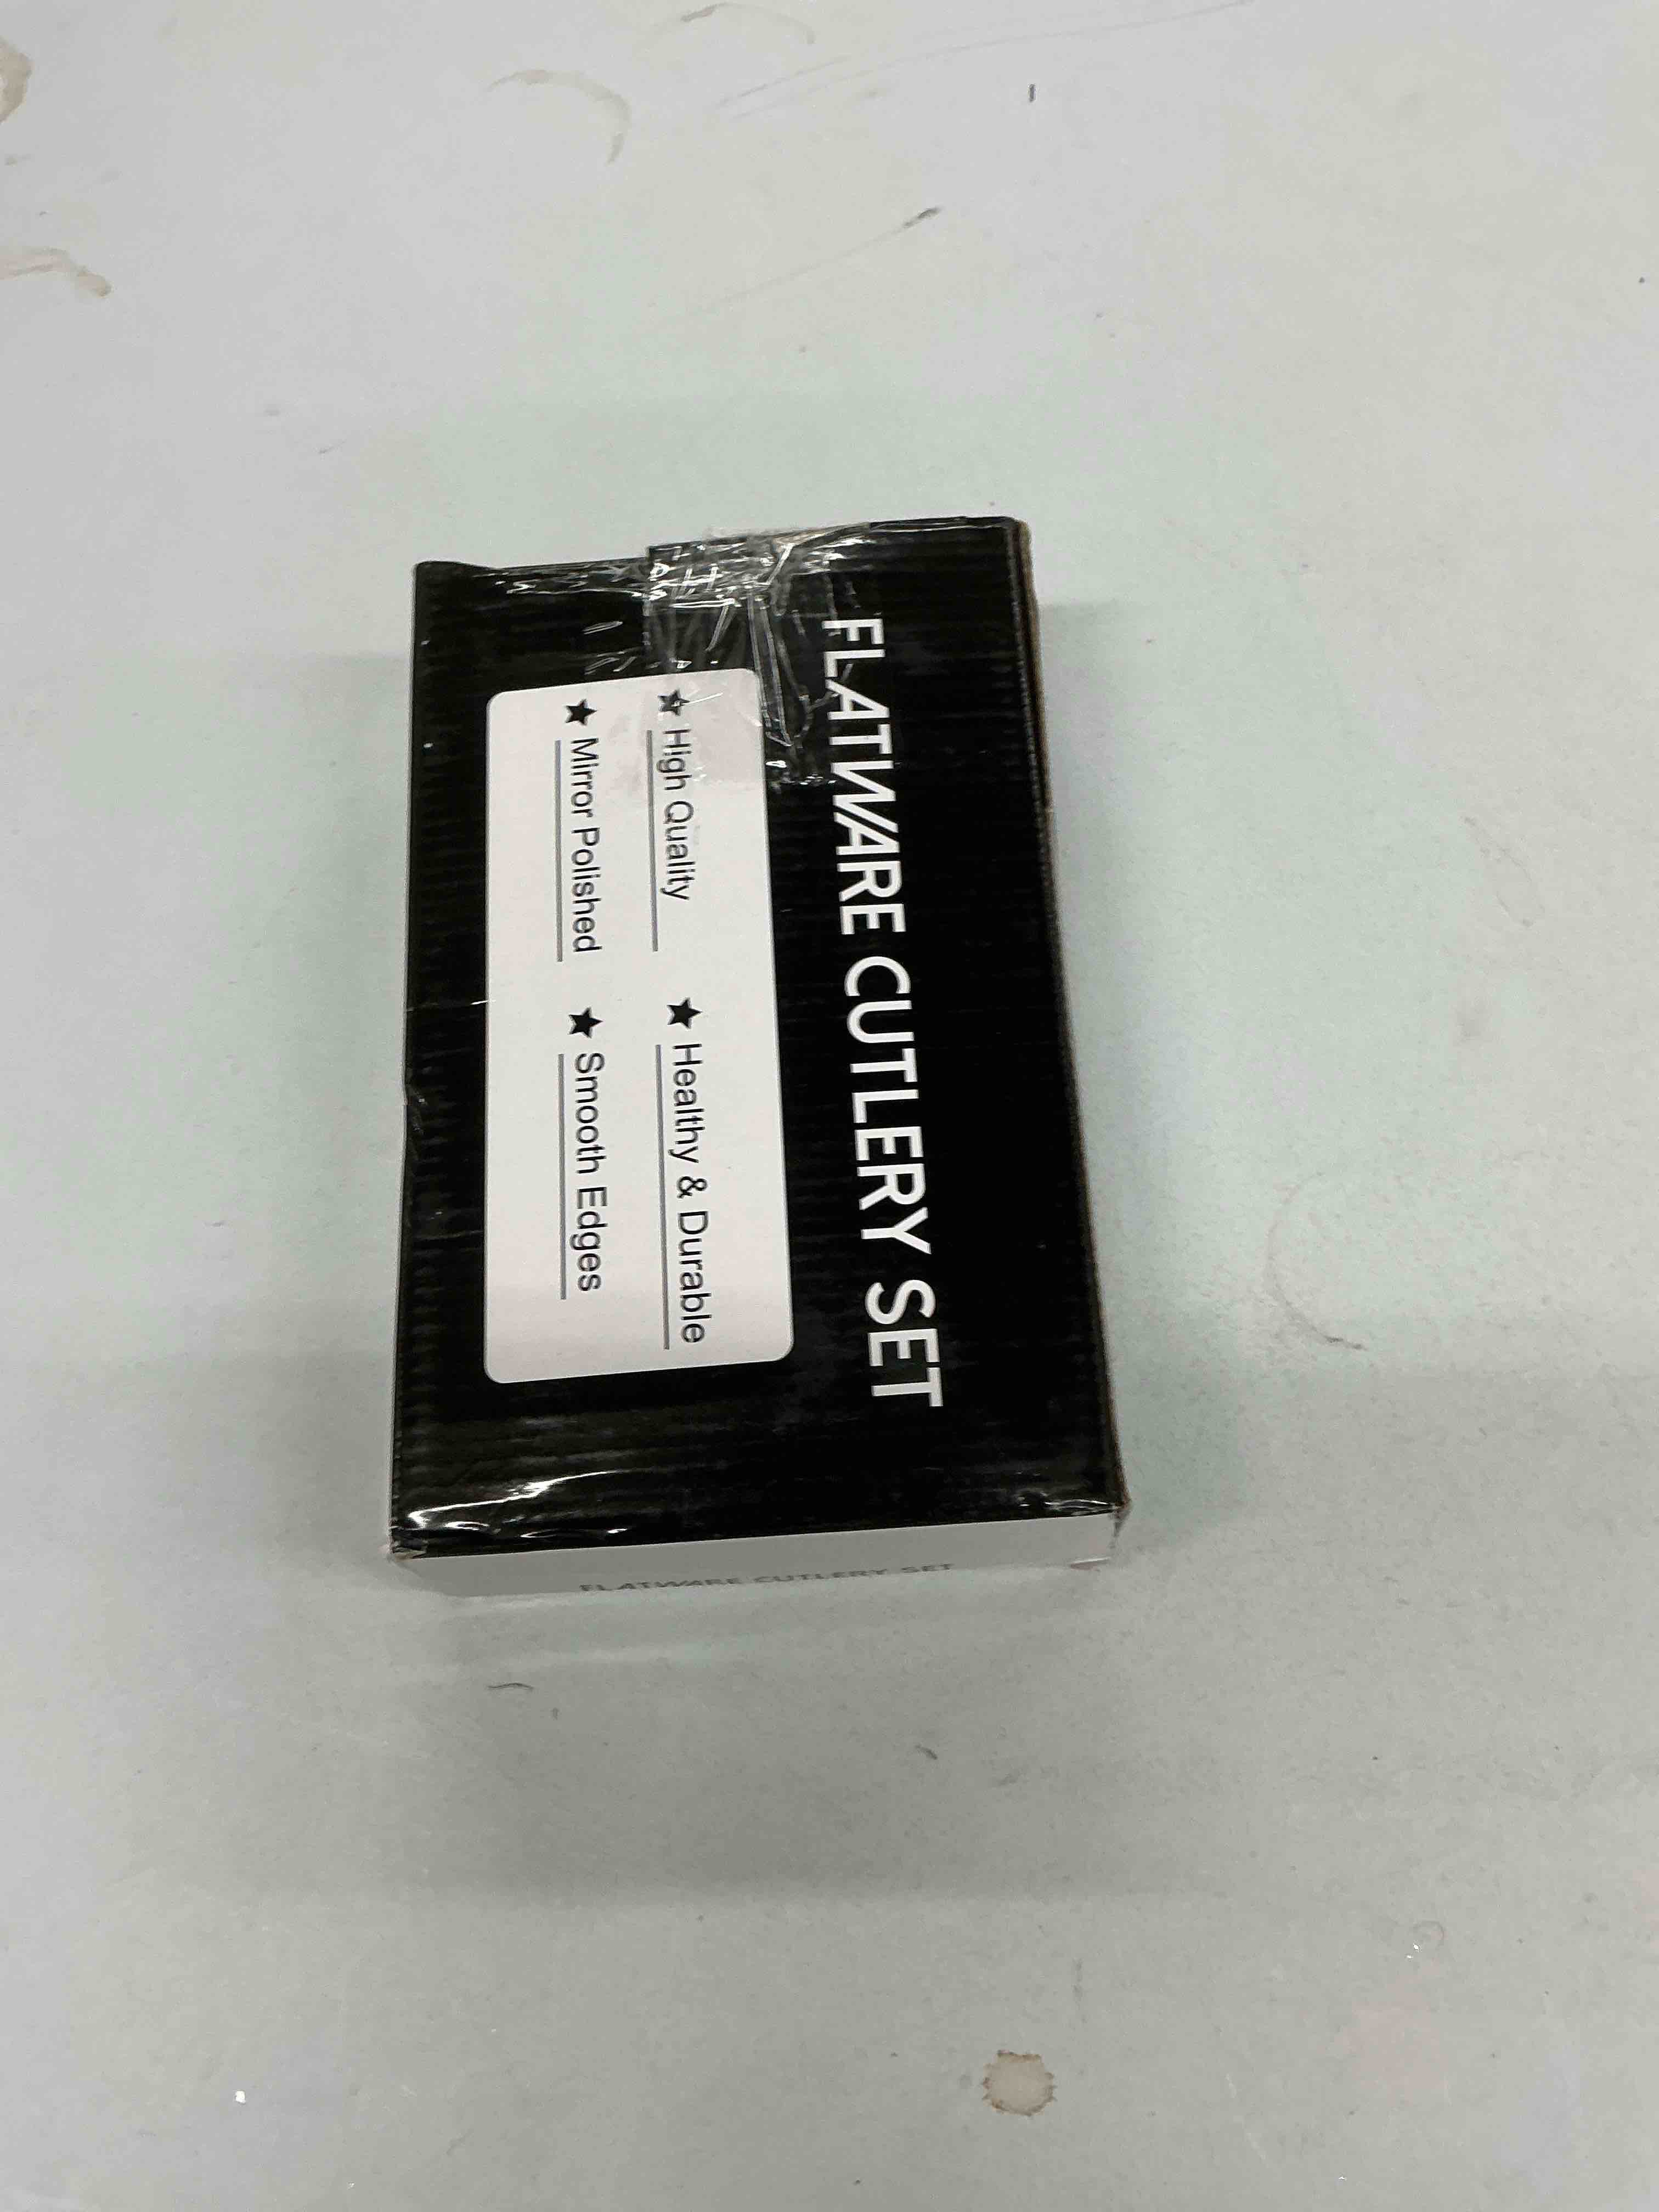 FLATWARE CUTLERY SET
★ High Quality ★ Healthy & Durable
★ Mirror Polished ★ Smooth Edges
FLATWARE CUTLERY SET